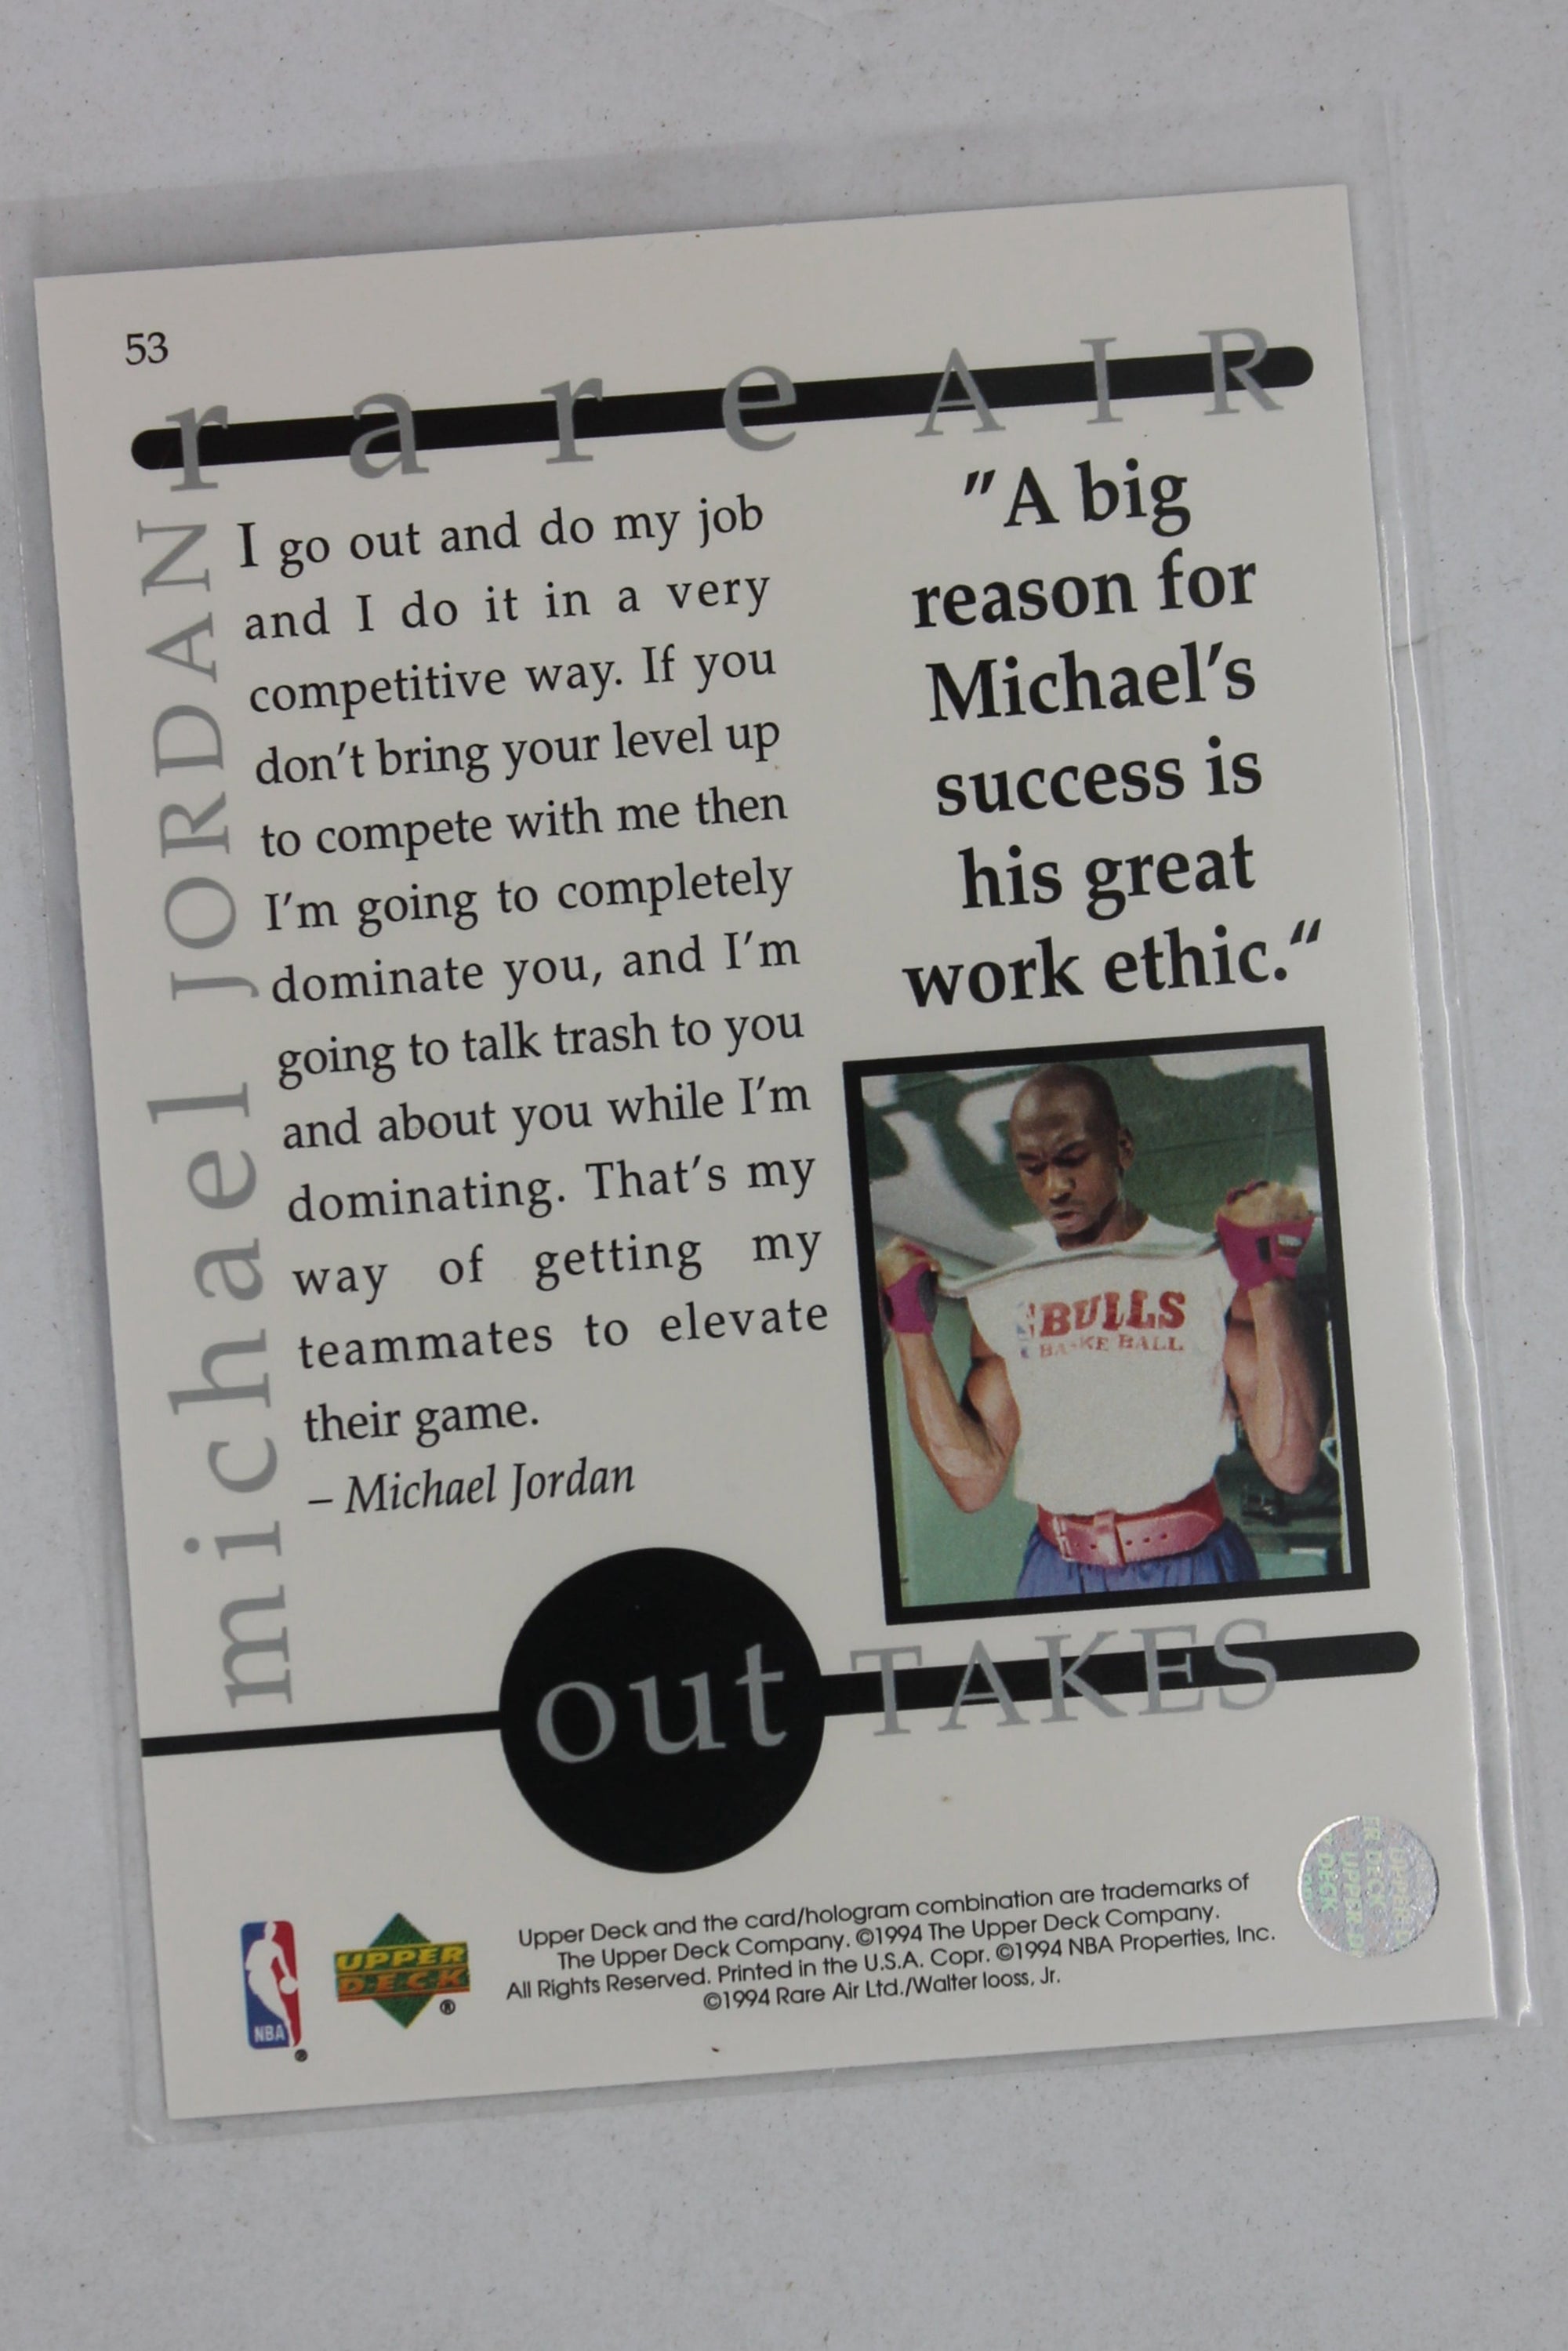 53
rare AIR
michael JORDAN
I go out and do my job
and I do it in a very
competitive way. If you
don't bring your level up
to compete with me then
I'm going to completely
dominate you, and I'm
going to talk trash to you
and about you while I'm
dominating. That's my
way of getting my
teammates to elevate
their game.
– Michael Jordan
"A big
reason for
Michael's
success is
his great
work ethic."
BULLS
BASKE BALL
out TAKES
NBA
®
UPPER
DECK
®
Upper Deck and the card/hologram combination are trademarks of
The Upper Deck Company. ©1994 The Upper Deck Company.
All Rights Reserved. Printed in the U.S.A. Copr. ©1994 NBA Properties, Inc.
©1994 Rare Air Ltd./Walter Iooss, Jr.
UPPER DECK